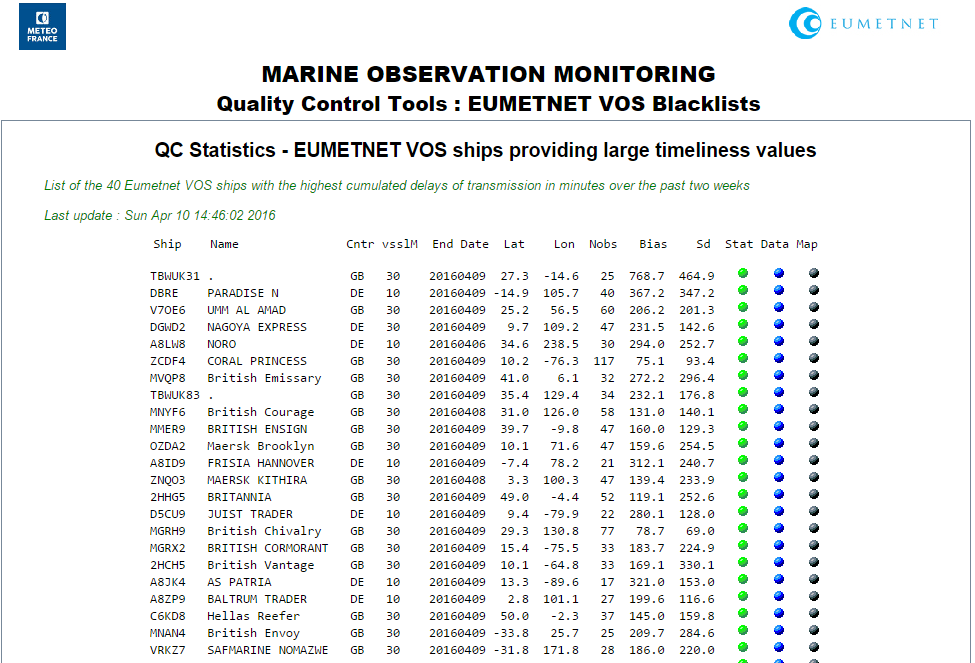 METEO
FRANCE
EUMETNET
MARINE OBSERVATION MONITORING
Quality Control Tools : EUMETNET VOS Blacklists
QC Statistics - EUMETNET VOS ships providing large timeliness values
List of the 40 Eumetnet VOS ships with the highest cumulated delays of transmission in minutes over the past two weeks
Last update : Sun Apr 10 14:46:02 2016
Ship Name Cntr vsslM End Date Lat Lon Nobs Bias Sd Stat Data Map
TBWUK31 . GB 30 20160409 27.3 -14.6 25 768.7 464.9
DBRE PARADISE N DE 10 20160409 -14.9 105.7 40 367.2 347.2
V7OE6 UMM AL AMAD GB 30 20160409 25.2 56.5 60 206.2 201.3
DGWD2 NAGOYA EXPRESS DE 30 20160409 9.7 109.2 47 231.5 142.6
A8LW8 NORO DE 10 20160406 34.6 238.5 30 294.0 252.7
ZCDF4 CORAL PRINCESS GB 30 20160409 10.2 -76.3 117 75.1 93.4
MVQP8 British Emissary GB 30 20160409 41.0 6.1 32 272.2 296.4
TBWUK83 . GB 30 20160409 35.4 129.4 34 232.1 176.8
MNYF6 British Courage GB 30 20160408 31.0 126.0 58 131.0 140.1
MMER9 BRITISH ENSIGN GB 30 20160409 39.7 -9.8 47 160.0 129.3
OZDA2 Maersk Brooklyn GB 30 20160409 10.1 71.6 47 159.6 254.5
A8ID9 FRISIA HANNOVER DE 10 20160409 -7.4 78.2 21 312.1 240.7
ZNQO3 MAERSK KITHIRA GB 30 20160408 3.3 100.3 47 139.4 233.9
2HHG5 BRITANNIA GB 30 20160409 49.0 -4.4 52 119.1 252.6
D5CU9 JUIST TRADER DE 10 20160409 9.4 -79.9 22 280.1 128.0
MGRH9 British Chivalry GB 30 20160409 29.3 130.8 77 78.7 69.0
MGRX2 BRITISH CORMORANT GB 30 20160409 15.4 -75.5 33 183.7 224.9
2HCH5 British Vantage GB 30 20160409 10.1 -64.8 33 169.1 330.1
A8JK4 AS PATRIA DE 10 20160409 13.3 -89.6 17 321.0 153.0
A8ZP9 BALTRUM TRADER DE 10 20160409 2.8 101.1 27 199.6 116.6
C6KD8 Hellas Reefer GB 30 20160409 50.0 -2.3 37 145.0 159.8
MNAN4 British Envoy GB 30 20160409 -33.8 25.7 25 209.7 284.6
VRKZ7 SAFMARINE NOMAZWE GB 30 20160409 -31.8 171.8 28 186.0 220.0